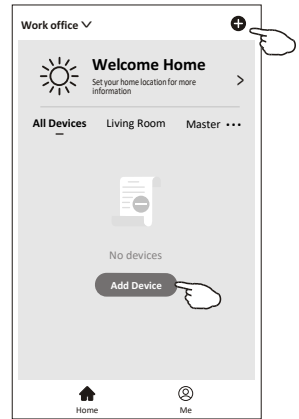 Work office
Welcome Home
Set your home location for more
information
All Devices Living Room Master
No devices
Add Device
Home Me